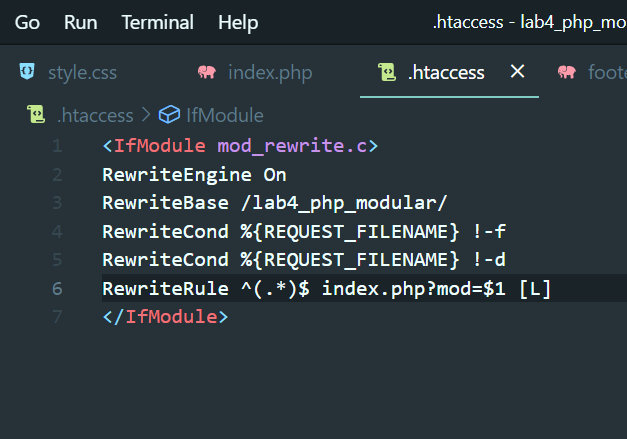 Go Run Terminal Help .htaccess - lab4_php_mo
style.css index.php .htaccess foote
.htaccess IfModule
1 <IfModule mod_rewrite.c>
2 RewriteEngine On
3 RewriteBase /lab4_php_modular/
4 RewriteCond %{REQUEST_FILENAME} !-f
5 RewriteCond %{REQUEST_FILENAME} !-d
6 RewriteRule ^(.*)$ index.php?mod=$1 [L]
7 </IfModule>